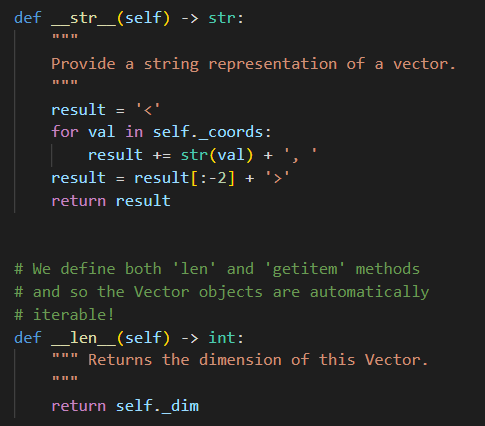 def __str__(self) -> str:
    """
    Provide a string representation of a vector.
    """
    result = '<'
    for val in self._coords:
        result += str(val) + ', '
    result = result[:-2] + '>'
    return result
# We define both 'len' and 'getitem' methods
# and so the Vector objects are automatically
# iterable!
def __len__(self) -> int:
    """ Returns the dimension of this Vector.
    """
    return self._dim